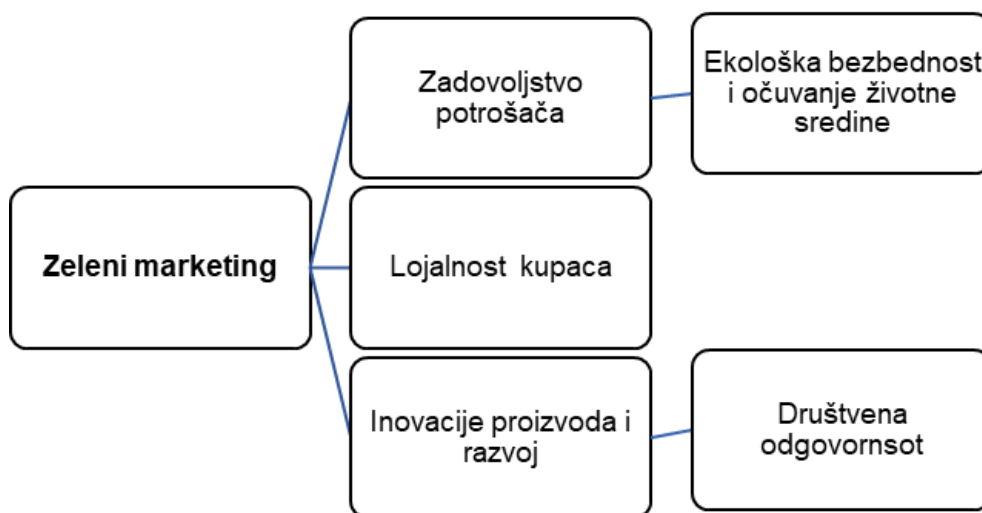 Zeleni marketing
Zadovoljstvo
potrošača
Ekološka bezbednost
i očuvanje životne
sredine
Lojalnost kupaca
Inovacije proizvoda i
razvoj
Društvena
odgovornsot